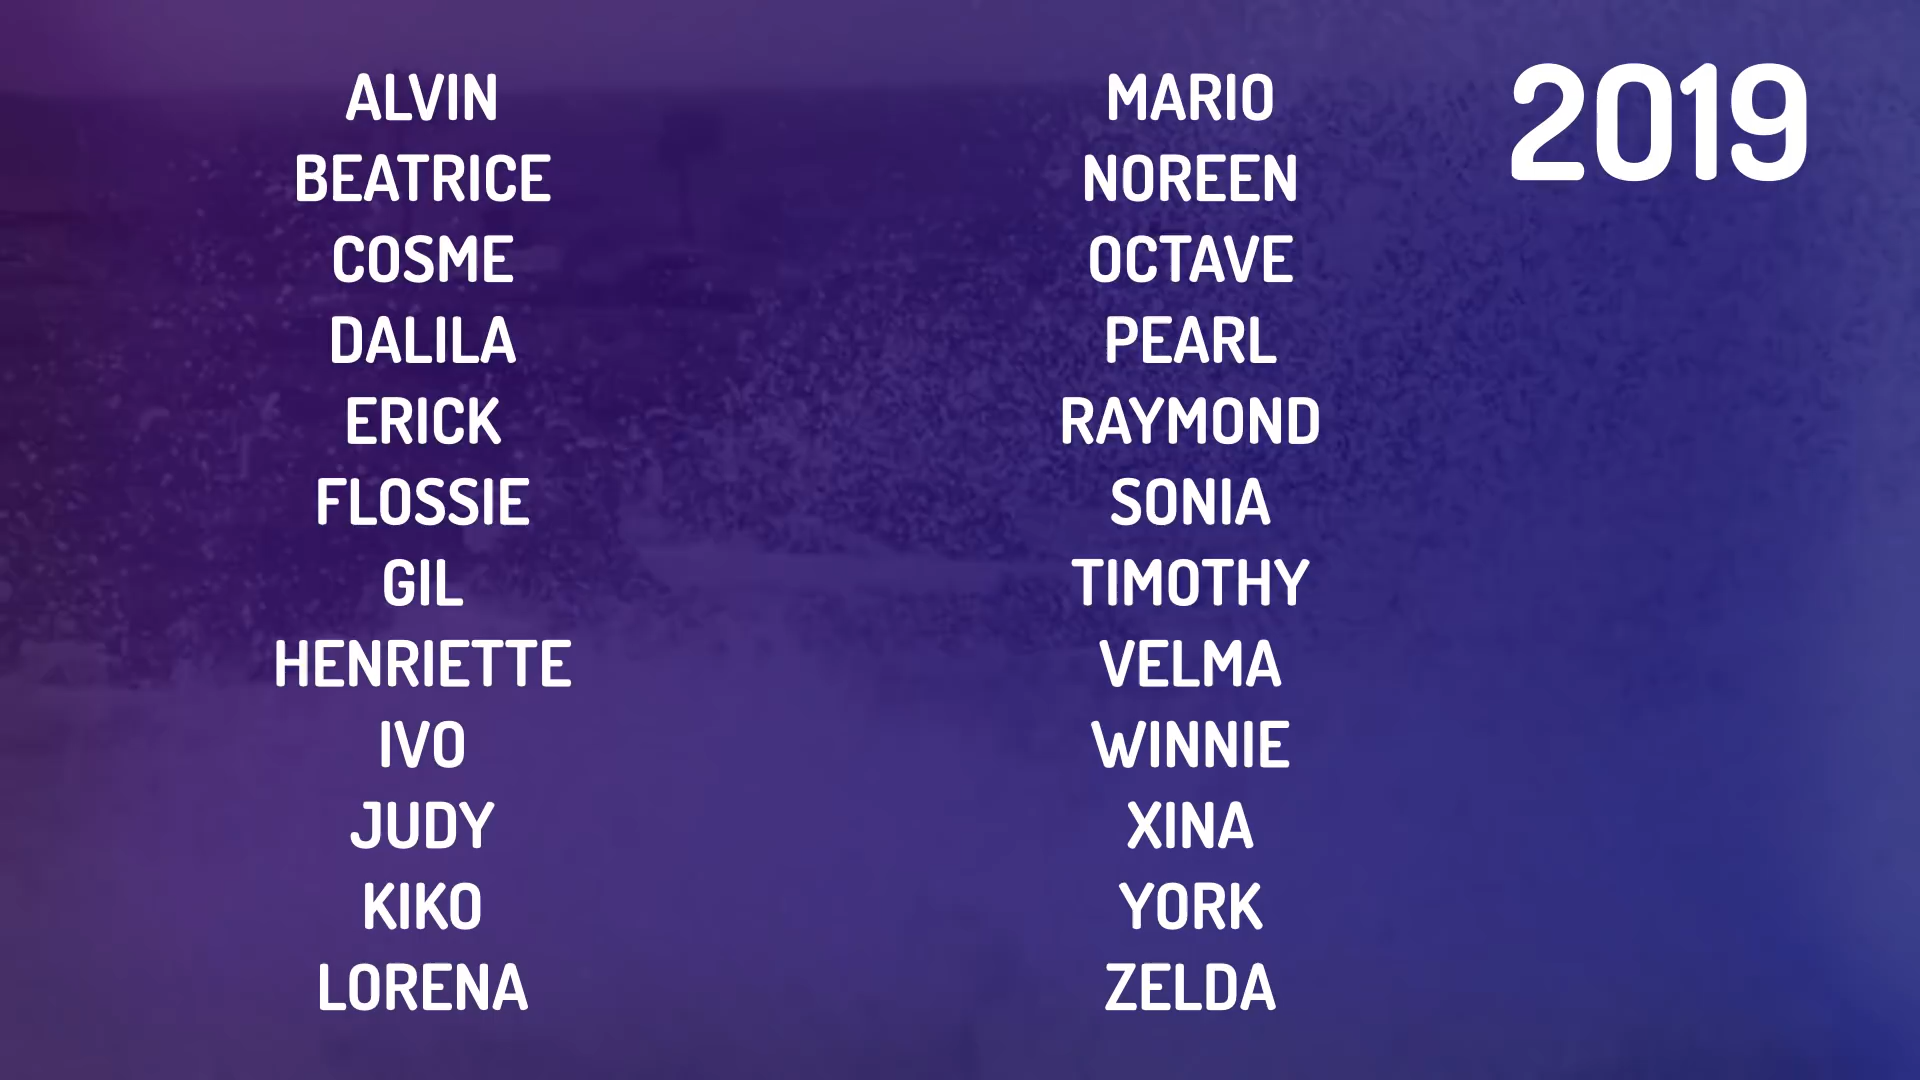 ALVIN
BEATRICE
COSME
DALILA
ERICK
FLOSSIE
GIL
HENRIETTE
IVO
JUDY
KIKO
LORENA
MARIO
NOREEN
OCTAVE
PEARL
RAYMOND
SONIA
TIMOTHY
VELMA
WINNIE
XINA
YORK
ZELDA
2019